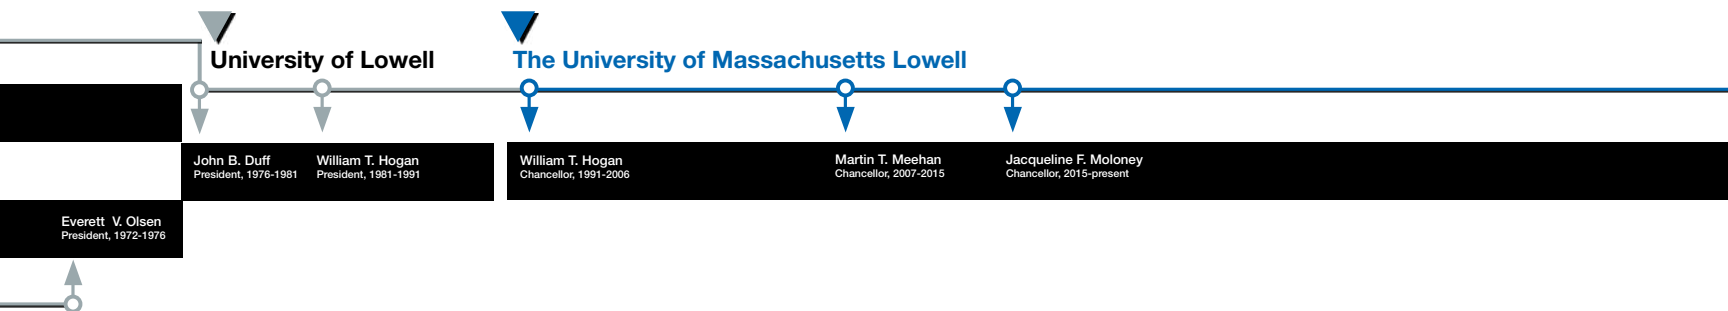 University of Lowell
The University of Massachusetts Lowell
John B. Duff
President, 1976-1981
William T. Hogan
President, 1981-1991
William T. Hogan
Chancellor, 1991-2006
Martin T. Meehan
Chancellor, 2007-2015
Jacqueline F. Moloney
Chancellor, 2015-present
Everett V. Olsen
President, 1972-1976